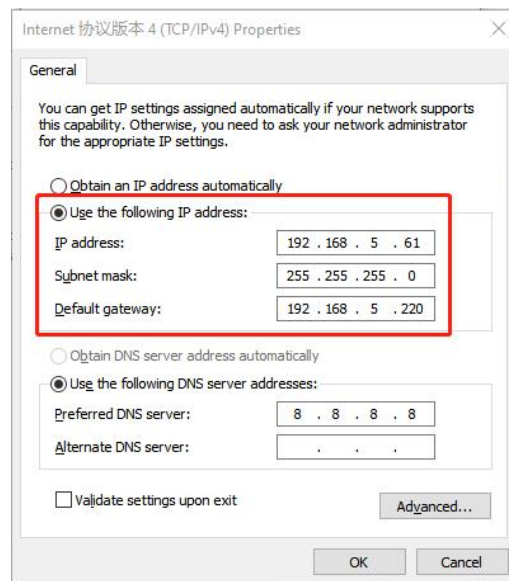 Internet 协议版本 4 (TCP/IPv4) Properties
General
You can get IP settings assigned automatically if your network supports
this capability. Otherwise, you need to ask your network administrator
for the appropriate IP settings.
Obtain an IP address automatically
Use the following IP address:
IP address: 192 . 168 . 5 . 61
Subnet mask: 255 . 255 . 255 . 0
Default gateway: 192 . 168 . 5 . 220
Obtain DNS server address automatically
Use the following DNS server addresses:
Preferred DNS server: 8 . 8 . 8 . 8
Alternate DNS server: . . .
Validate settings upon exit
Advanced...
OK Cancel